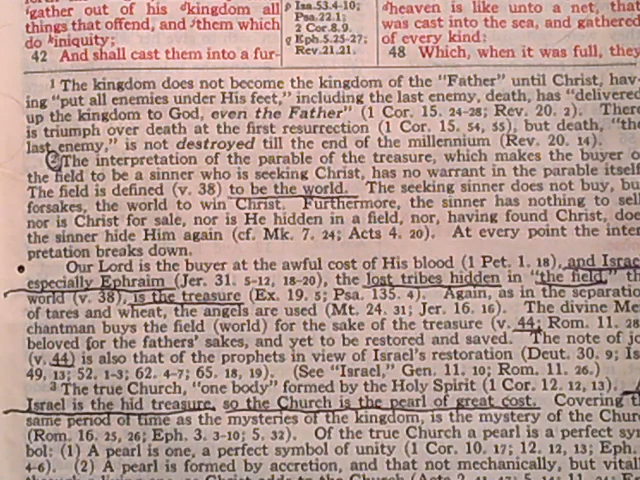 gather out of his kingdom all
things that offend, and them which
do iniquity;
42 And shall cast them into a fur-
p Isa.53.4-10;
Psa.22.1;
2 Cor.8.9.
q Eph.5.25-27;
Rev.21.21.
heaven is like unto a net, that
was cast into the sea, and gathered
of every kind:
48 Which, when it was full, they
1 The kingdom does not become the kingdom of the "Father" until Christ, hav-
ing "put all enemies under His feet," including the last enemy, death, has "delivered
up the kingdom to God, even the Father" (1 Cor. 15. 24-28; Rev. 20. 2). There
is triumph over death at the first resurrection (1 Cor. 15. 54, 55), but death, "the
last enemy," is not destroyed till the end of the millennium (Rev. 20. 14).
2 The interpretation of the parable of the treasure, which makes the buyer o
the field to be a sinner who is seeking Christ, has no warrant in the parable itself
The field is defined (v. 38) to be the world. The seeking sinner does not buy, bu
forsakes, the world to win Christ. Furthermore, the sinner has nothing to sell
nor is Christ for sale, nor is He hidden in a field, nor, having found Christ, doe
the sinner hide Him again (cf. Mk. 7. 24; Acts 4. 20). At every point the inter
pretation breaks down.
Our Lord is the buyer at the awful cost of His blood (1 Pet. 1. 18), and Israe
especially Ephraim (Jer. 31. 5-12, 18-20), the lost tribes hidden in "the field," th
world (v. 38), is the treasure (Ex. 19. 5; Psa. 135. 4). Again, as in the separatio
of tares and wheat, the angels are used (Mt. 24. 31; Jer. 16. 16). The divine Mer
chantman buys the field (world) for the sake of the treasure (v. 44; Rom. 11. 28
beloved for the fathers' sakes, and yet to be restored and saved. The note of jo
(v. 44) is also that of the prophets in view of Israel's restoration (Deut. 30. 9; Is
49, 13; 52. 1-3; 62. 4-7; 65. 18, 19). (See "Israel," Gen. 11. 10; Rom. 11. 26.)
3 The true Church, "one body" formed by the Holy Spirit (1 Cor. 12. 12, 13).
Israel is the hid treasure, so the Church is the pearl of great cost. Covering th
same period of time as the mysteries of the kingdom, is the mystery of the Chur
(Rom. 16. 25, 26; Eph. 3. 3-10; 5. 32). Of the true Church a pearl is a perfect sy
bol: (1) A pearl is one, a perfect symbol of unity (1 Cor. 10. 17; 12. 12, 13; Eph.
4-6). (2) A pearl is formed by accretion, and that not mechanically, but vital